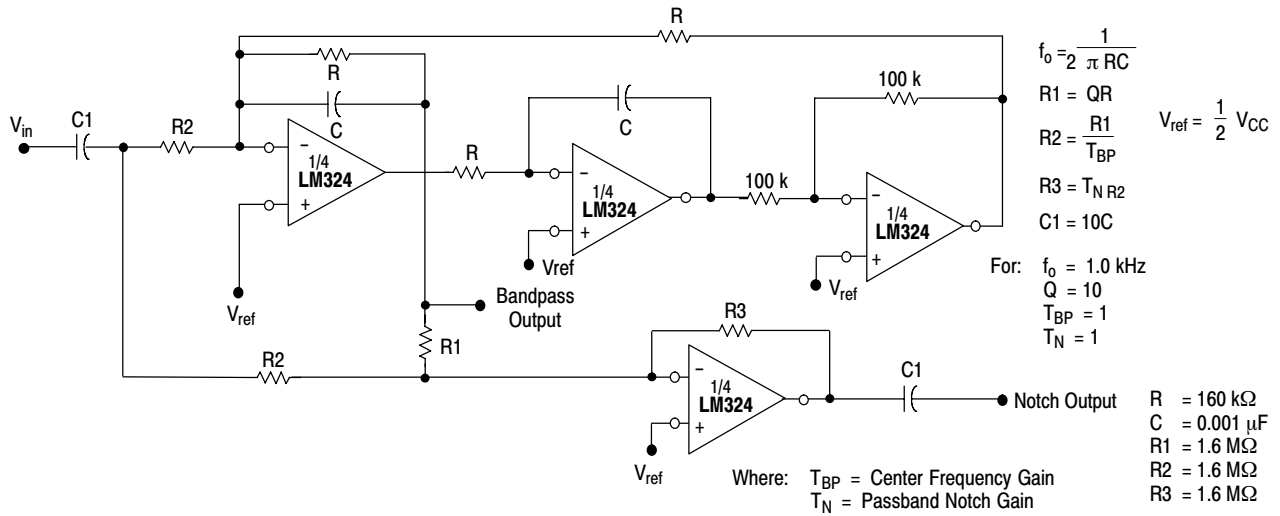 R
R
C
C1
V_in
R2
1/4
LM324
−
+
V_ref
R
C
−
1/4
LM324
+
Vref
100 k
100 k
−
1/4
LM324
+
V_ref
Bandpass
Output
R1
R2
R3
−
1/4
LM324
+
V_ref
C1
Notch Output
f_o = 2 1 / π RC
R1 = QR
R2 = R1 / T_BP
R3 = T_N R2
C1 = 10C
V_ref = 1/2 V_CC
For: f_o = 1.0 kHz
Q = 10
T_BP = 1
T_N = 1
R = 160 kΩ
C = 0.001 μF
R1 = 1.6 MΩ
R2 = 1.6 MΩ
R3 = 1.6 MΩ
Where: T_BP = Center Frequency Gain
T_N = Passband Notch Gain